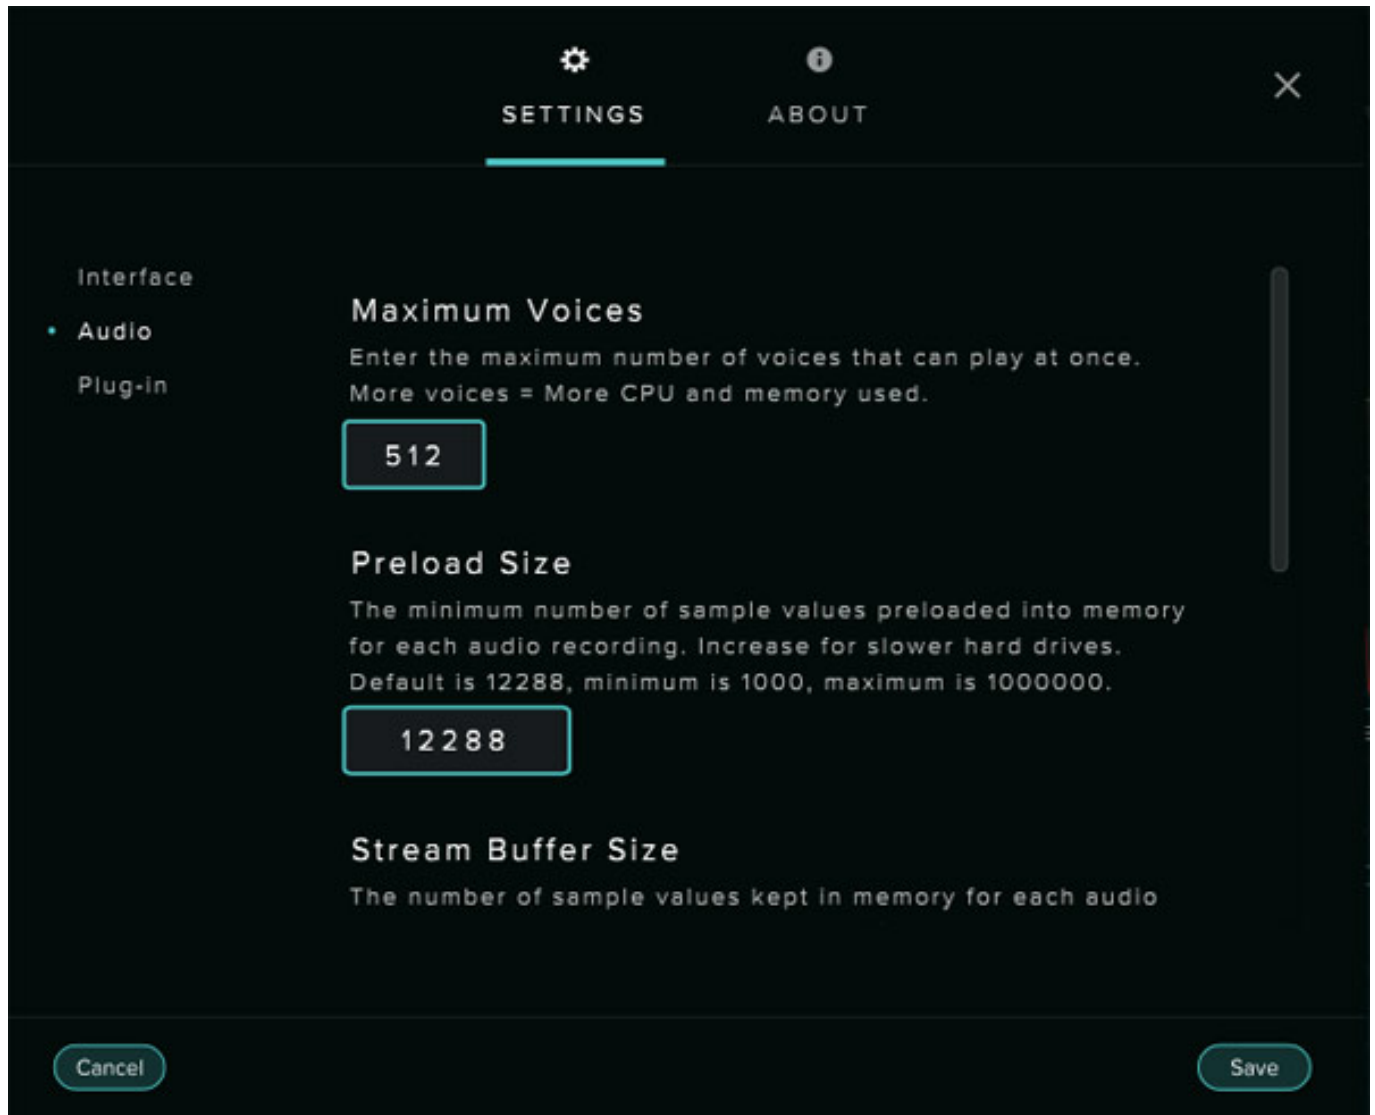 SETTINGS
ABOUT
Interface
Audio
Plug-in
Maximum Voices
Enter the maximum number of voices that can play at once.
More voices = More CPU and memory used.
512
Preload Size
The minimum number of sample values preloaded into memory
for each audio recording. Increase for slower hard drives.
Default is 12288, minimum is 1000, maximum is 1000000.
12288
Stream Buffer Size
The number of sample values kept in memory for each audio
Cancel
Save